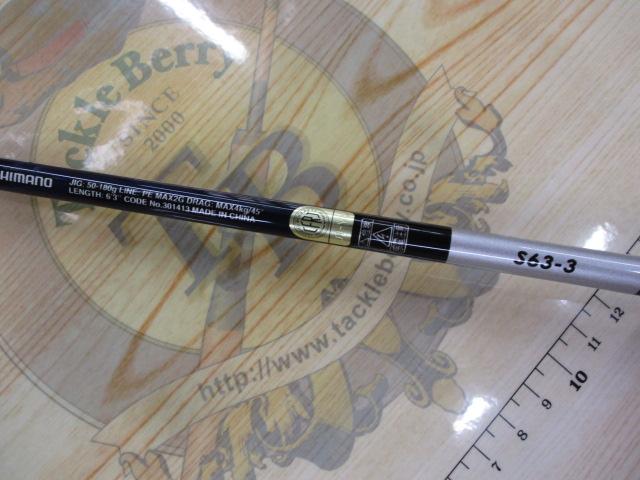 Tackle Berry
SINCE
2000
TB
http://www.tackleberry.co.jp
SHIMANO
JIG: 50-180g LINE PE MAX2G DRAG: MAX4kg/45°
LENGTH: 6'3" CODE No.301413 MADE IN CHINA
S63-3
7 8 9 10 11 12